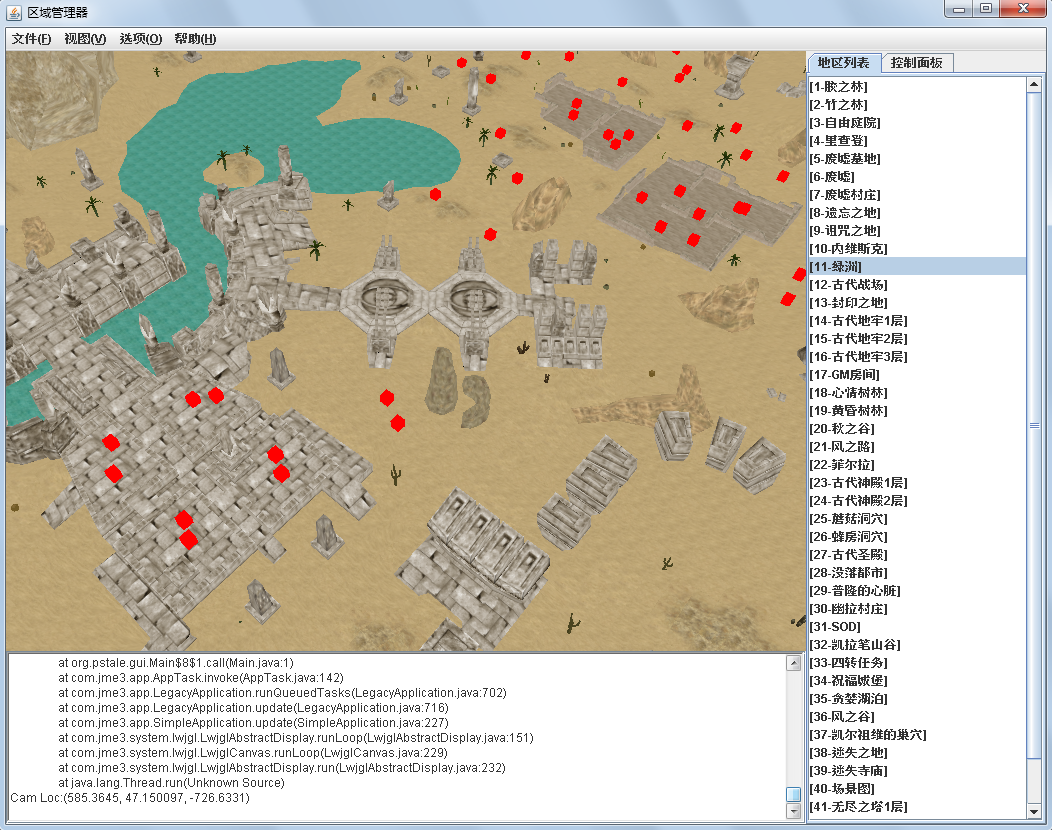 区域管理器
文件(F) 视图(V) 选项(O) 帮助(H)
地区列表 控制面板
[1-胶之林]
[2-竹之林]
[3-自由庭院]
[4-里查登]
[5-废墟墓地]
[6-废墟]
[7-废墟村庄]
[8-遗忘之地]
[9-诅咒之地]
[10-内维斯克]
[11-绿洲]
[12-古代战场]
[13-封印之地]
[14-古代地牢1层]
[15-古代地牢2层]
[16-古代地牢3层]
[17-GM房间]
[18-心情树林]
[19-黄昏树林]
[20-秋之谷]
[21-风之路]
[22-菲尔拉]
[23-古代神殿1层]
[24-古代神殿2层]
[25-蘑菇洞穴]
[26-蜂房洞穴]
[27-古代圣殿]
[28-没落都市]
[29-普隆的心脏]
[30-幽拉村庄]
[31-SOD]
[32-凯拉笔山谷]
[33-四转任务]
[34-祝福城堡]
[35-贪婪湖泊]
[36-风之谷]
[37-凯尔祖维的巢穴]
[38-迷失之地]
[39-迷失寺庙]
[40-场景图]
[41-无尽之塔1层]
at org.pstale.gui.Main$8$1.call(Main.java:1)
at com.jme3.app.AppTask.invoke(AppTask.java:142)
at com.jme3.app.LegacyApplication.runQueuedTasks(LegacyApplication.java:702)
at com.jme3.app.LegacyApplication.update(LegacyApplication.java:716)
at com.jme3.app.SimpleApplication.update(SimpleApplication.java:227)
at com.jme3.system.lwjgl.LwjglAbstractDisplay.runLoop(LwjglAbstractDisplay.java:151)
at com.jme3.system.lwjgl.LwjglCanvas.runLoop(LwjglCanvas.java:229)
at com.jme3.system.lwjgl.LwjglAbstractDisplay.run(LwjglAbstractDisplay.java:232)
at java.lang.Thread.run(Unknown Source)
Cam Loc:(585.3645, 47.150097, -726.6331)